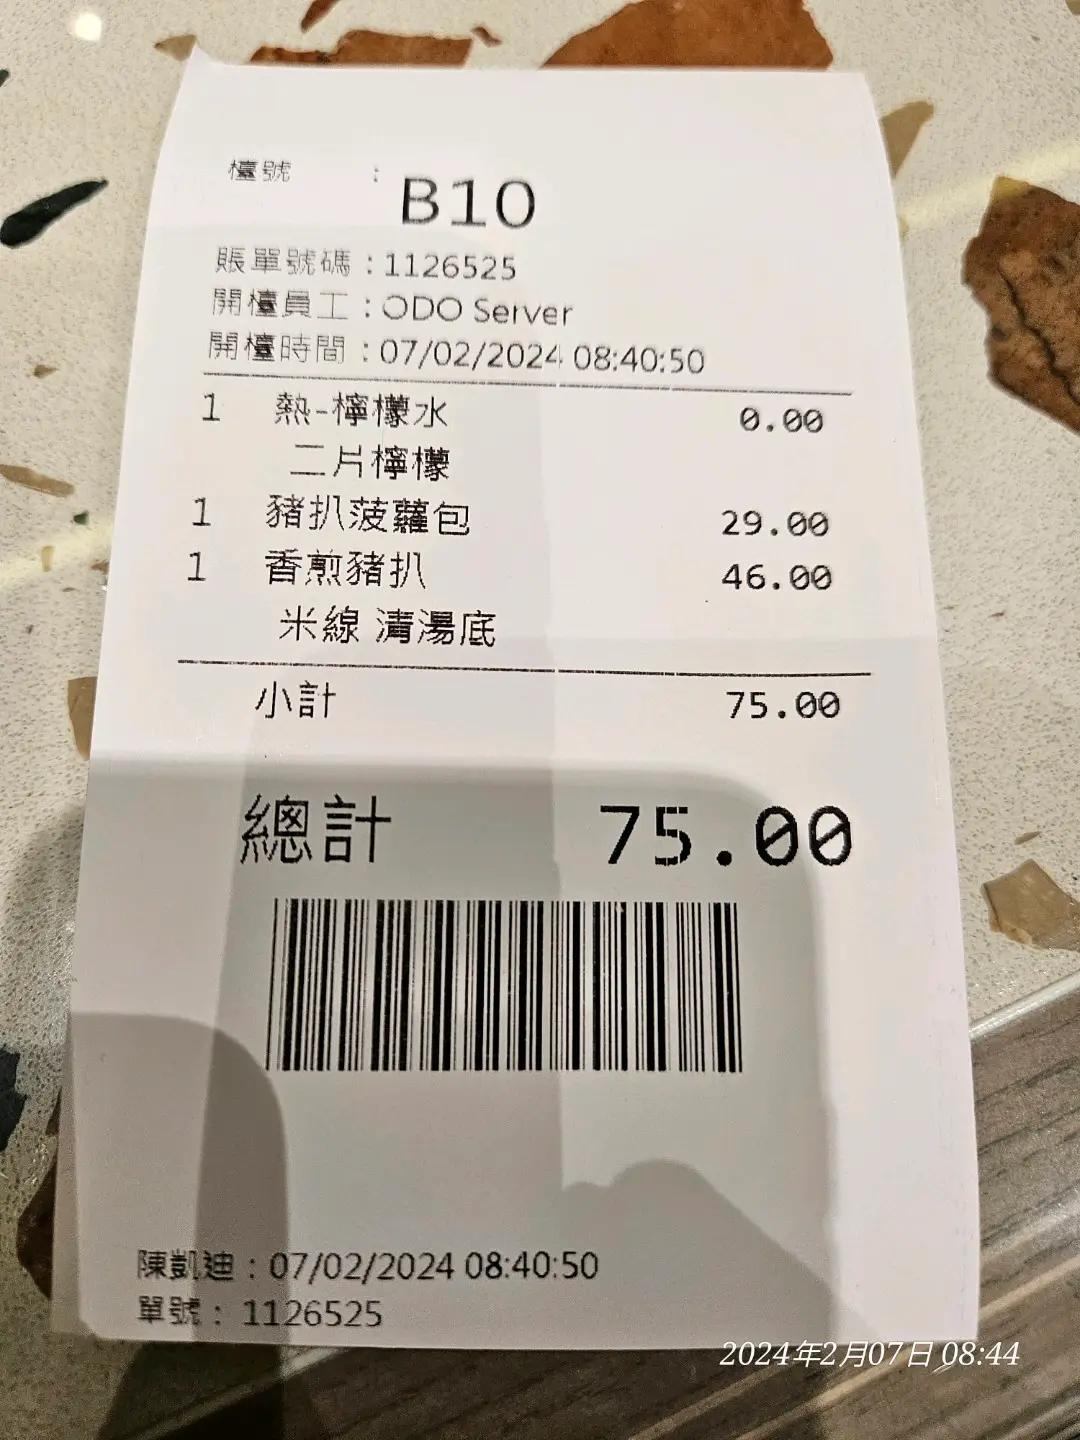 檯號 : B10
賬單號碼 : 1126525
開檯員工 : ODO Server
開檯時間 : 07/02/2024 08:40:50
1 熱-檸檬水 0.00
二片檸檬
1 豬扒菠蘿包 29.00
1 香煎豬扒 46.00
米線 清湯底
小計 75.00
總計 75.00
陳凱迪 : 07/02/2024 08:40:50
單號 : 1126525
2024年2月07日 08:44